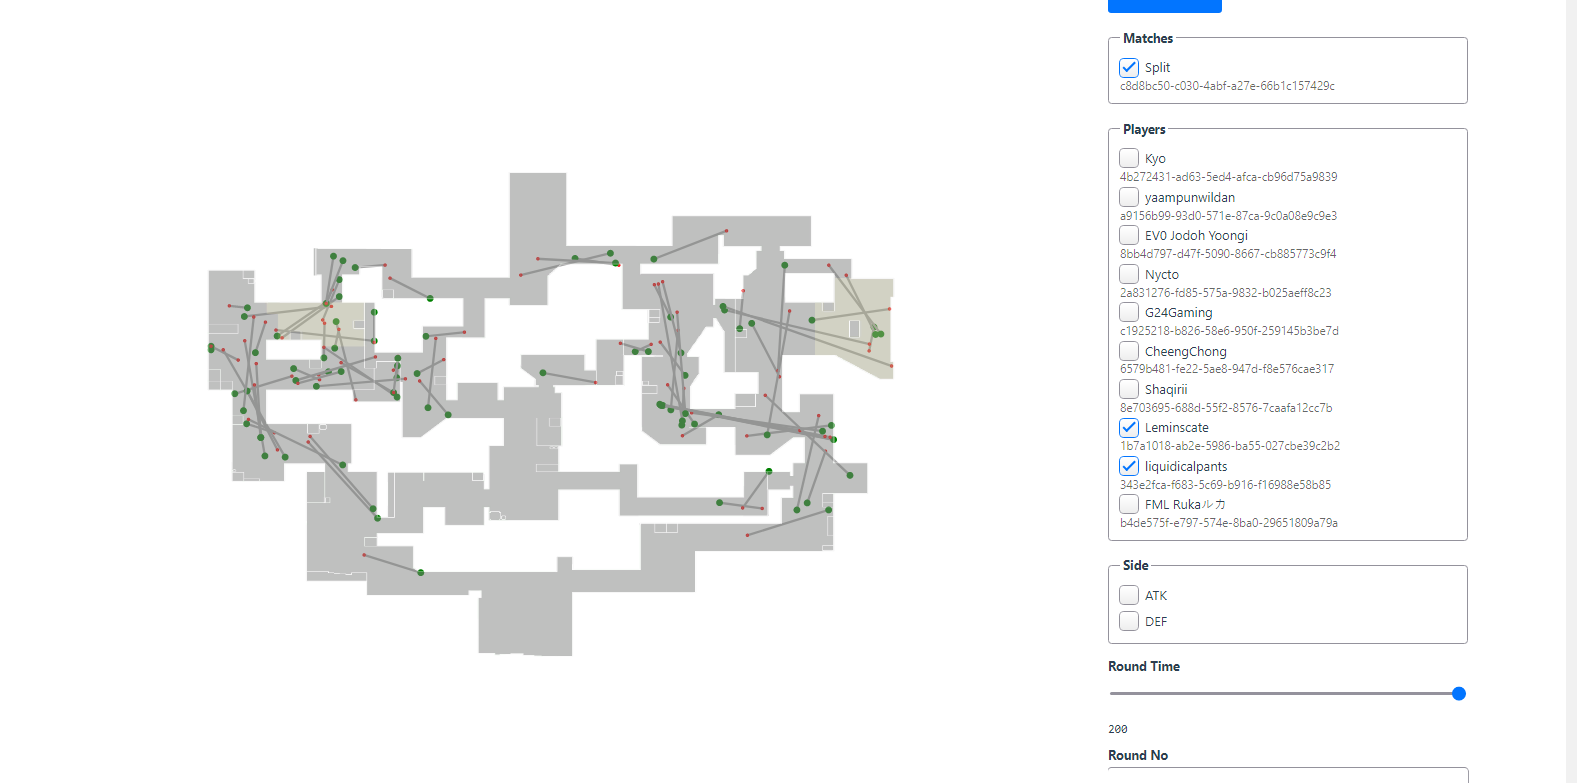 Matches
Split
c8d8bc50-c030-4abf-a27e-66b1c157429c
Players
Kyo
4b272431-ad63-5ed4-afca-cb96d75a9839
yaampunwildan
a9156b99-93d0-571e-87ca-9c0a08e9c9e3
EV0 Jodoh Yoongi
8bb4d797-d47f-5090-8667-cb885773c9f4
Nycto
2a831276-fd85-575a-9832-b025aeff8c23
G24Gaming
c1925218-b826-58e6-950f-259145b3be7d
CheengChong
6579b481-fe22-5ae8-947d-f8e576cae317
Shaqirii
8e703695-688d-55f2-8576-7caafa12cc7b
Leminscate
1b7a1018-ab2e-5986-ba55-027cbe39c2b2
liquidicalpants
343e2fca-f683-5c69-b916-f16988e58b85
FML Rukaルカ
b4de575f-e797-574e-8ba0-29651809a79a
Side
ATK
DEF
Round Time
200
Round No